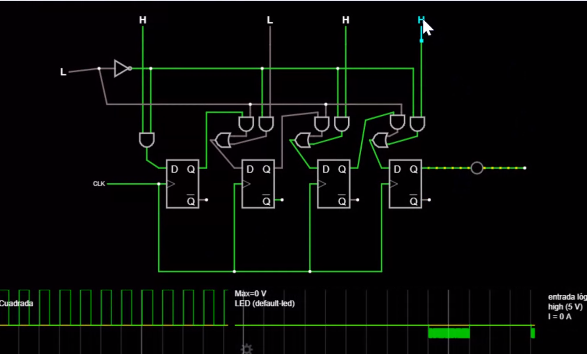 H L H H
L
D Q D Q D Q D Q
CLK
Q Q Q Q
Cuadrada
Max=0 V
LED (default-led)
entrada lóg
high (5 V)
I = 0 A